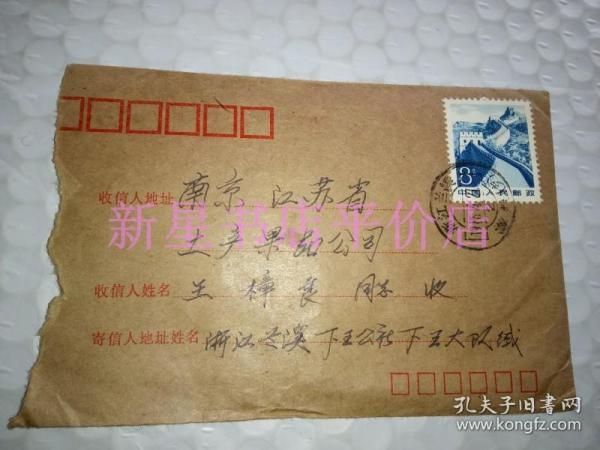 8分
中国人民邮政
收信人地址 南京 江苏省
新星书店平价店
土产果品公司
收信人姓名 王樟良 同志 收
寄信人地址姓名 浙江兰溪下王公社下王大队缄
孔夫子旧书网
www.kongfz.com